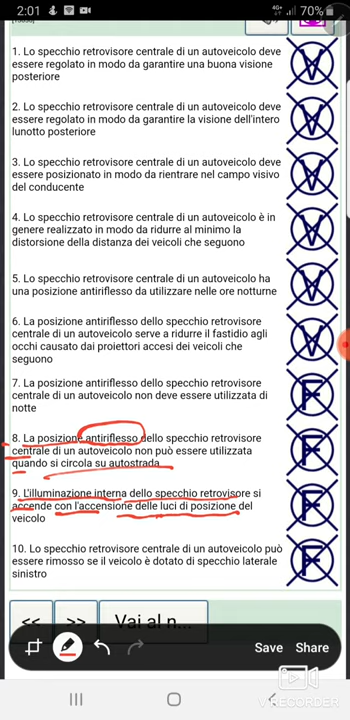 2:01
4G+
70%
1. Lo specchio retrovisore centrale di un autoveicolo deve
essere regolato in modo da garantire una buona visione
posteriore
V
2. Lo specchio retrovisore centrale di un autoveicolo deve
essere regolato in modo da garantire la visione dell'intero
lunotto posteriore
V
3. Lo specchio retrovisore centrale di un autoveicolo deve
essere posizionato in modo da rientrare nel campo visivo
del conducente
V
4. Lo specchio retrovisore centrale di un autoveicolo è in
genere realizzato in modo da ridurre al minimo la
distorsione della distanza dei veicoli che seguono
V
5. Lo specchio retrovisore centrale di un autoveicolo ha
una posizione antiriflesso da utilizzare nelle ore notturne
V
6. La posizione antiriflesso dello specchio retrovisore
centrale di un autoveicolo serve a ridurre il fastidio agli
occhi causato dai proiettori accesi dei veicoli che
seguono
V
7. La posizione antiriflesso dello specchio retrovisore
centrale di un autoveicolo non deve essere utilizzata di
notte
F
8. La posizione antiriflesso dello specchio retrovisore
centrale di un autoveicolo non può essere utilizzata
quando si circola su autostrada
F
9. L'illuminazione interna dello specchio retrovisore si
accende con l'accensione delle luci di posizione del
veicolo
F
10. Lo specchio retrovisore centrale di un autoveicolo può
essere rimosso se il veicolo è dotato di specchio laterale
sinistro
F
<< >> Vai al n...
Save Share
V RECORDER